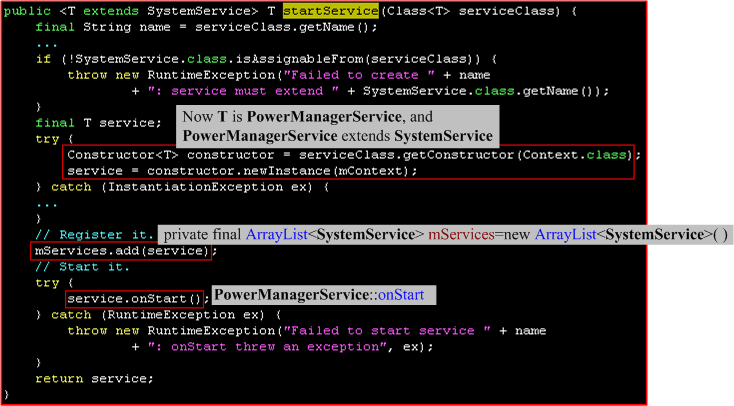 public <T extends SystemService> T startService(Class<T> serviceClass) {
final String name = serviceClass.getName();
...
if (!SystemService.class.isAssignableFrom(serviceClass)) {
throw new RuntimeException("Failed to create " + name
+ ": service must extend " + SystemService.class.getName());
}
final T service;
Now T is PowerManagerService, and
PowerManagerService extends SystemService
try {
Constructor<T> constructor = serviceClass.getConstructor(Context.class);
service = constructor.newInstance(mContext);
} catch (InstantiationException ex) {
...
}
// Register it.
private final ArrayList<SystemService> mServices=new ArrayList<SystemService>( )
mServices.add(service);
// Start it.
try {
service.onStart();
PowerManagerService::onStart
} catch (RuntimeException ex) {
throw new RuntimeException("Failed to start service " + name
+ ": onStart threw an exception", ex);
}
return service;
}